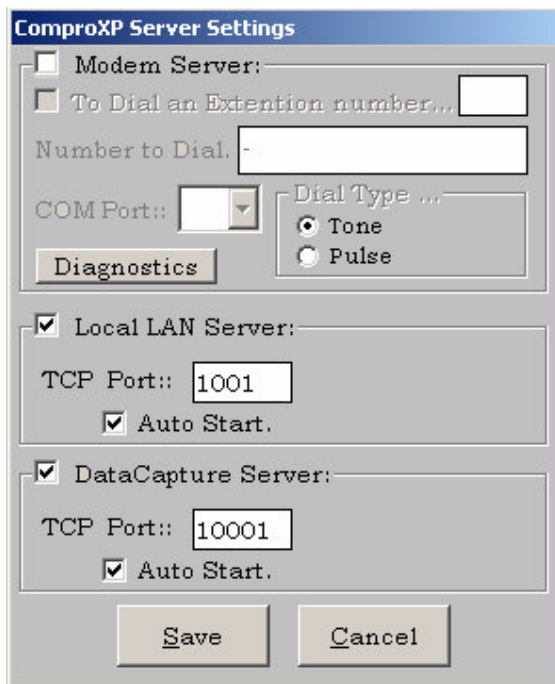 ComproXP Server Settings
Modem Server:
To Dial an Extention number...
Number to Dial. -
COM Port::
Dial Type ...
Tone
Pulse
Diagnostics
Local LAN Server:
TCP Port:: 1001
Auto Start.
DataCapture Server:
TCP Port:: 10001
Auto Start.
Save Cancel